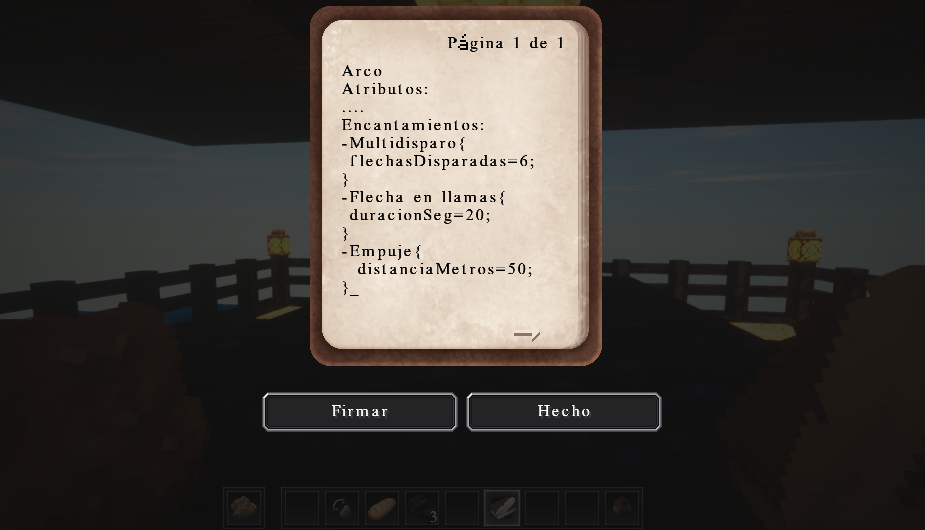 Página 1 de 1
Arco
Atributos:
....
Encantamientos:
-Multidisparo{
flechasDisparadas=6;
}
-Flecha en llamas{
duracionSeg=20;
}
-Empuje{
distanciaMetros=50;
}_
Firmar
Hecho
3